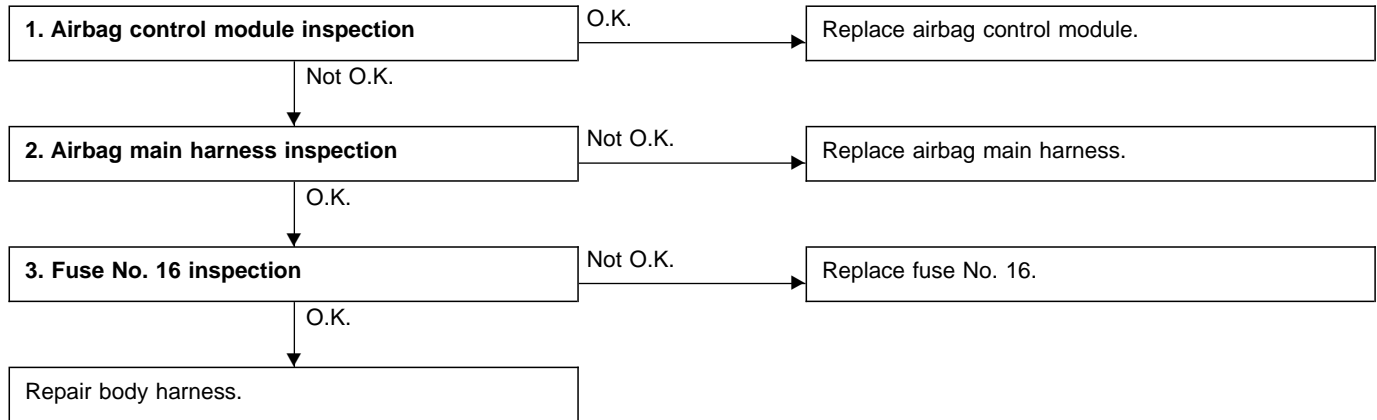 1. Airbag control module inspection
O.K.
Replace airbag control module.
Not O.K.
2. Airbag main harness inspection
Not O.K.
Replace airbag main harness.
O.K.
3. Fuse No. 16 inspection
Not O.K.
Replace fuse No. 16.
O.K.
Repair body harness.